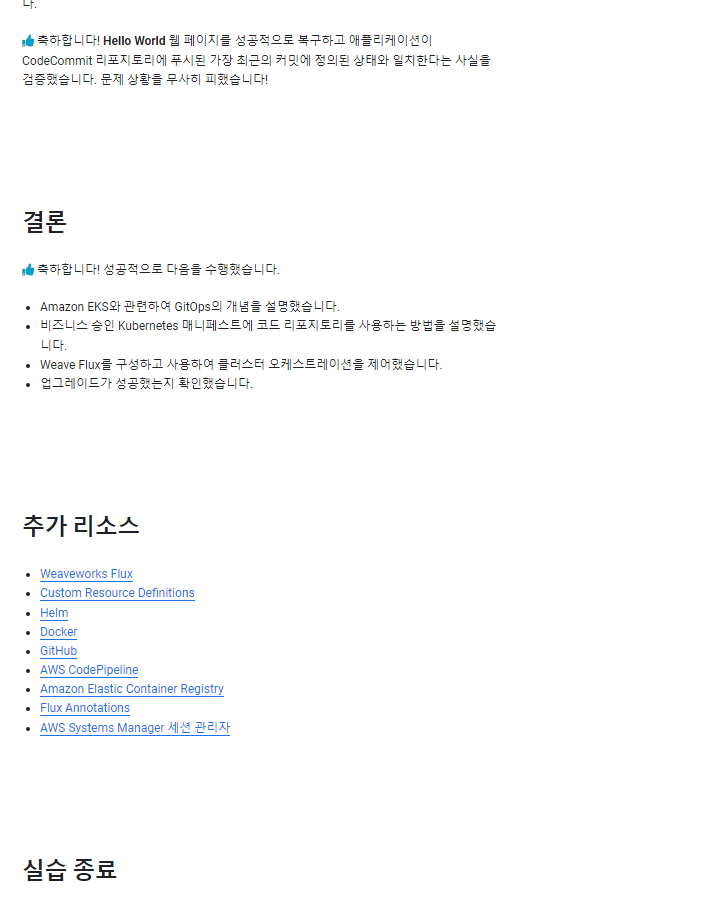 다.
축하합니다! Hello World 웹 페이지를 성공적으로 복구하고 애플리케이션이
CodeCommit 리포지토리에 푸시된 가장 최근의 커밋에 정의된 상태와 일치한다는 사실을
검증했습니다. 문제 상황을 무사히 피했습니다!
결론
축하합니다! 성공적으로 다음을 수행했습니다.
Amazon EKS와 관련하여 GitOps의 개념을 설명했습니다.
비즈니스 승인 Kubernetes 매니페스트에 코드 리포지토리를 사용하는 방법을 설명했습
니다.
Weave Flux를 구성하고 사용하여 클러스터 오케스트레이션을 제어했습니다.
업그레이드가 성공했는지 확인했습니다.
추가 리소스
Weaveworks Flux
Custom Resource Definitions
Helm
Docker
GitHub
AWS CodePipeline
Amazon Elastic Container Registry
Flux Annotations
AWS Systems Manager 세션 관리자
실습 종료